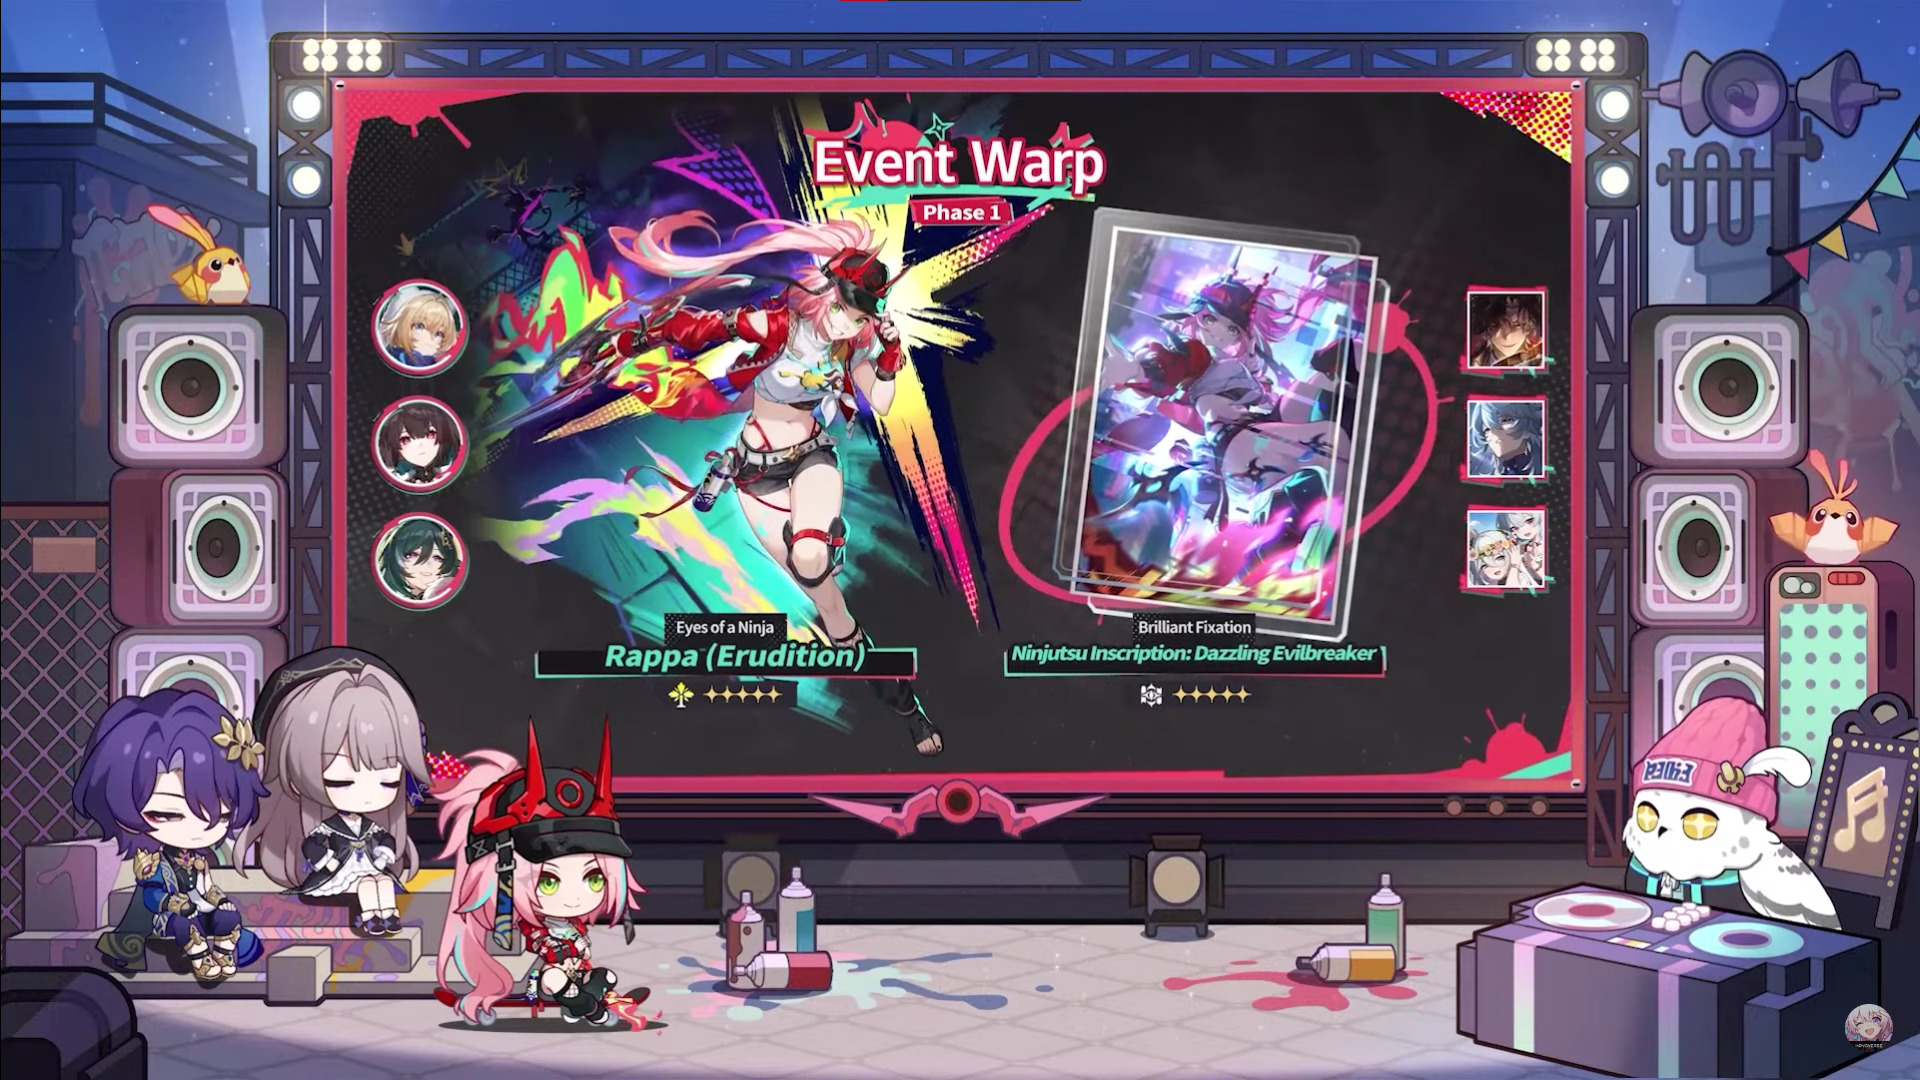 Event Warp
Phase 1
Eyes of a Ninja
Rappa (Erudition)
Brilliant Fixation
Ninjutsu Inscription: Dazzling Evilbreaker